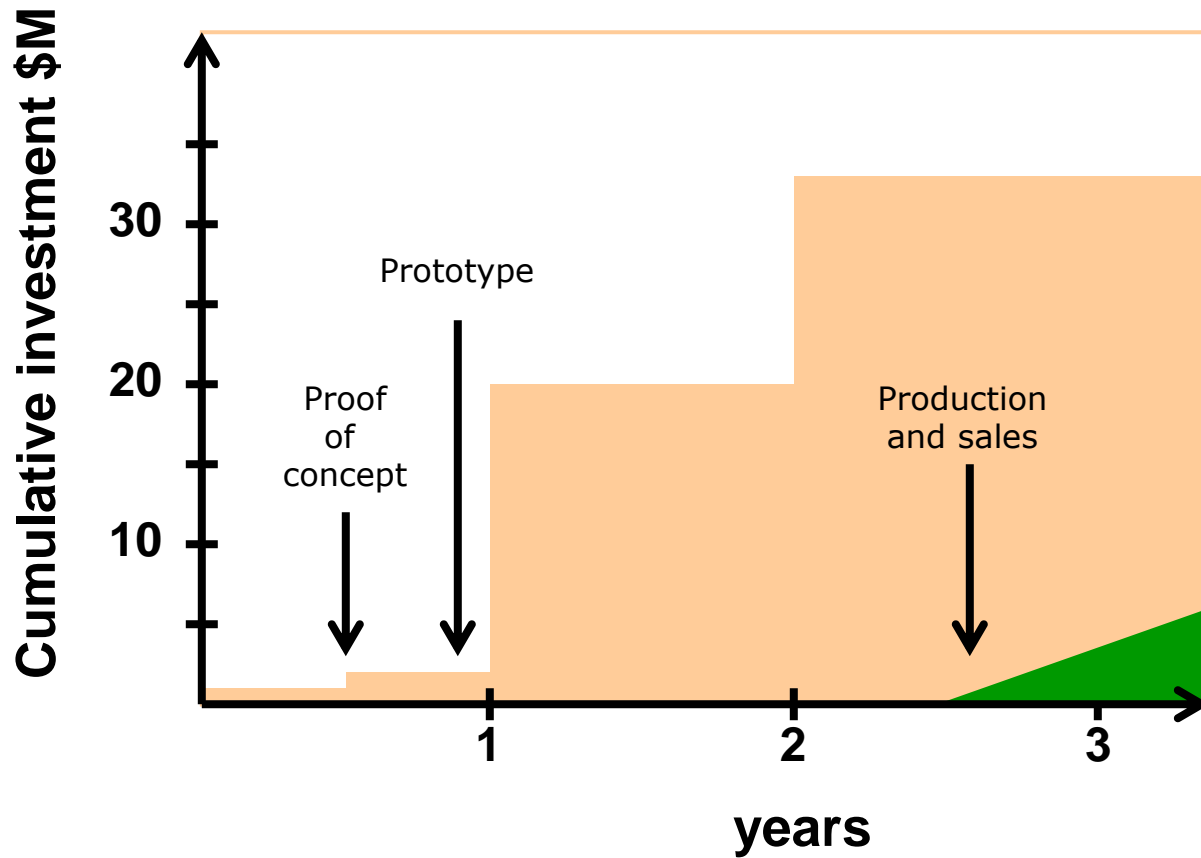 Cumulative investment $M
30
20
10
Prototype
Proof
of
concept
Production
and sales
1
2
3
years